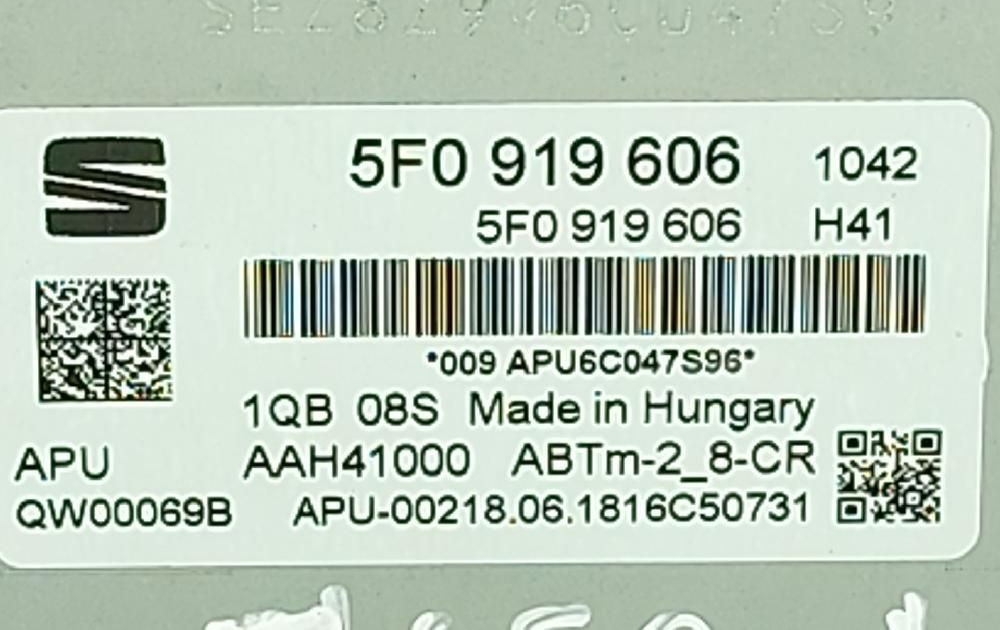 5F0 919 606 1042
5F0 919 606 H41
*009 APU6C047S96*
1QB 08S Made in Hungary
APU AAH41000 ABTm-2_8-CR
QW00069B APU-00218.06.1816C50731